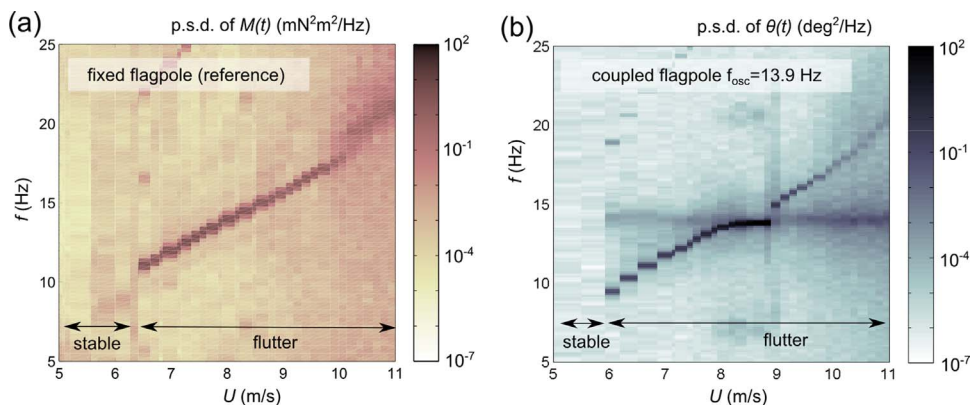 (a)
p.s.d. of M(t) (mN²m²/Hz)
fixed flagpole (reference)
f (Hz)
25
20
15
10
5
stable
flutter
5 6 7 8 9 10 11
U (m/s)
10²
10⁻¹
10⁻⁴
10⁻⁷
(b)
p.s.d. of θ(t) (deg²/Hz)
coupled flagpole fosc=13.9 Hz
f (Hz)
25
20
15
10
5
stable
flutter
5 6 7 8 9 10 11
U (m/s)
10²
10⁻¹
10⁻⁴
10⁻⁷